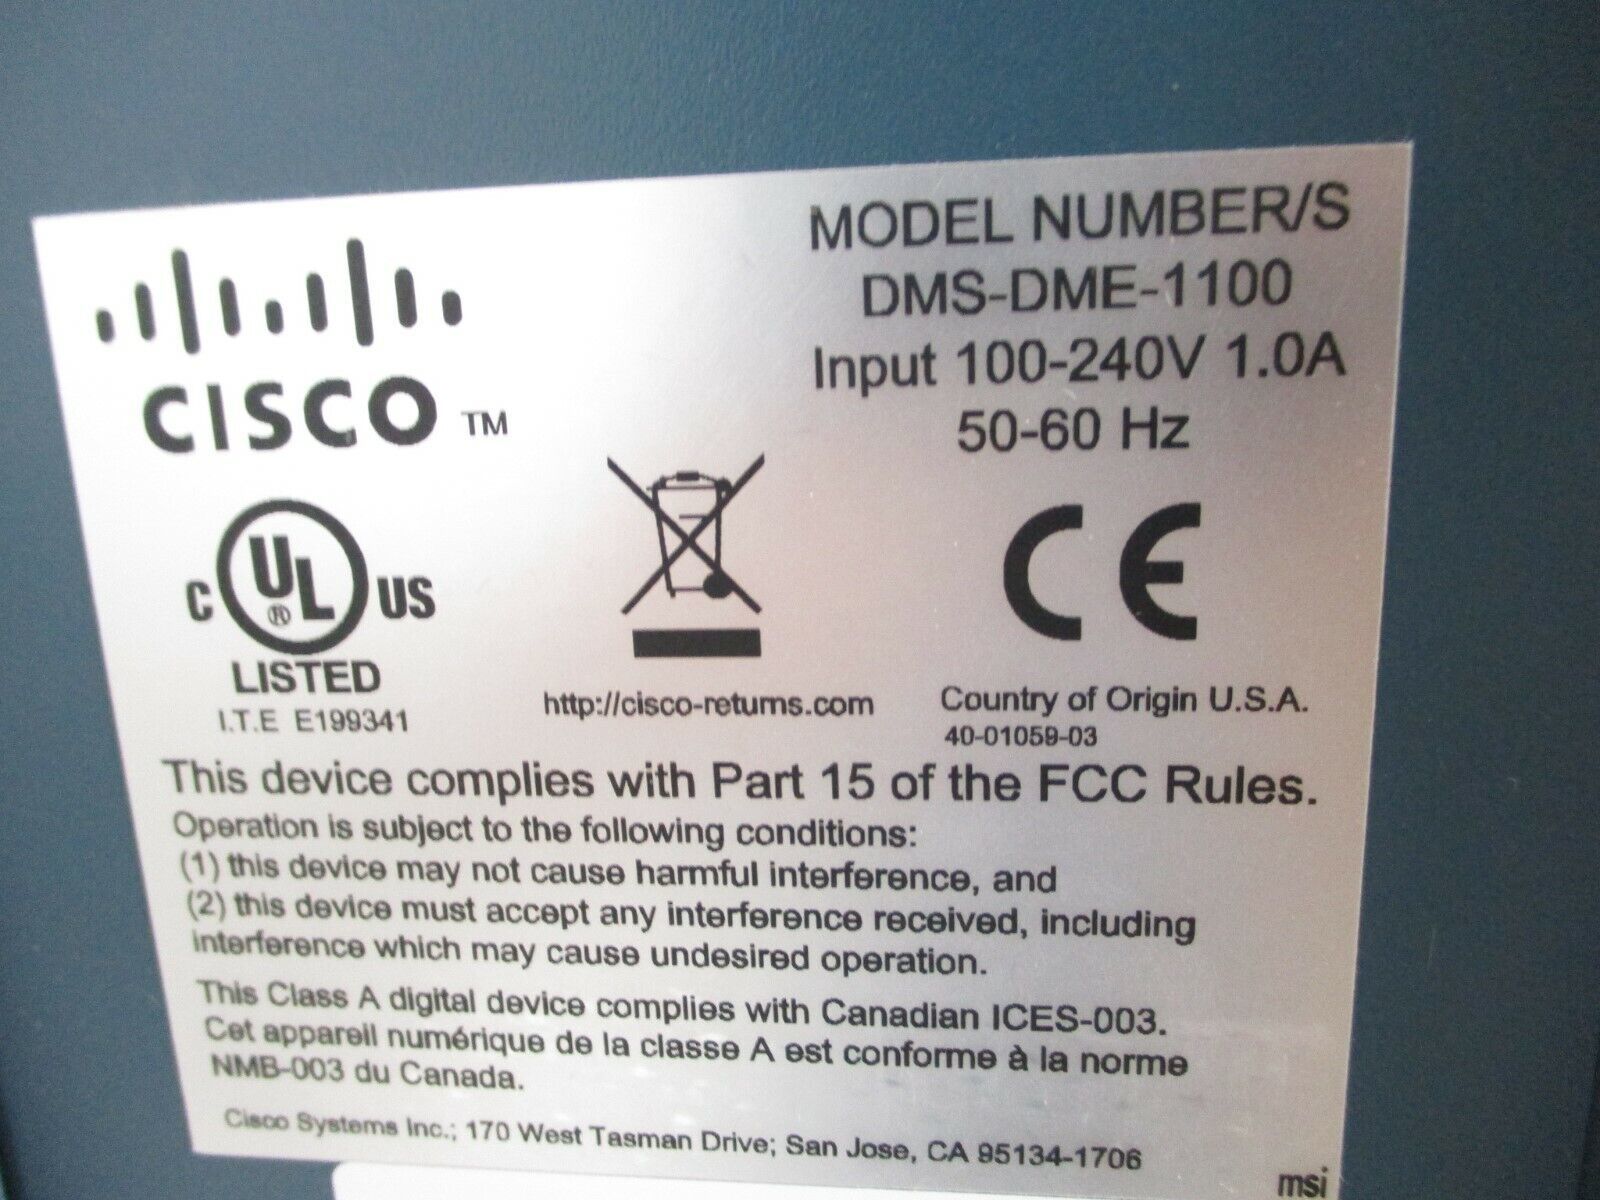 CISCO ™
MODEL NUMBER/S
DMS-DME-1100
Input 100-240V 1.0A
50-60 Hz
C UL ® US
LISTED
I.T.E E199341
http://cisco-returns.com
CE
Country of Origin U.S.A.
40-01059-03
This device complies with Part 15 of the FCC Rules.
Operation is subject to the following conditions:
(1) this device may not cause harmful interference, and
(2) this device must accept any interference received, including
interference which may cause undesired operation.
This Class A digital device complies with Canadian ICES-003.
Cet appareil numérique de la classe A est conforme à la norme
NMB-003 du Canada.
Cisco Systems Inc.; 170 West Tasman Drive; San Jose, CA 95134-1706
msi